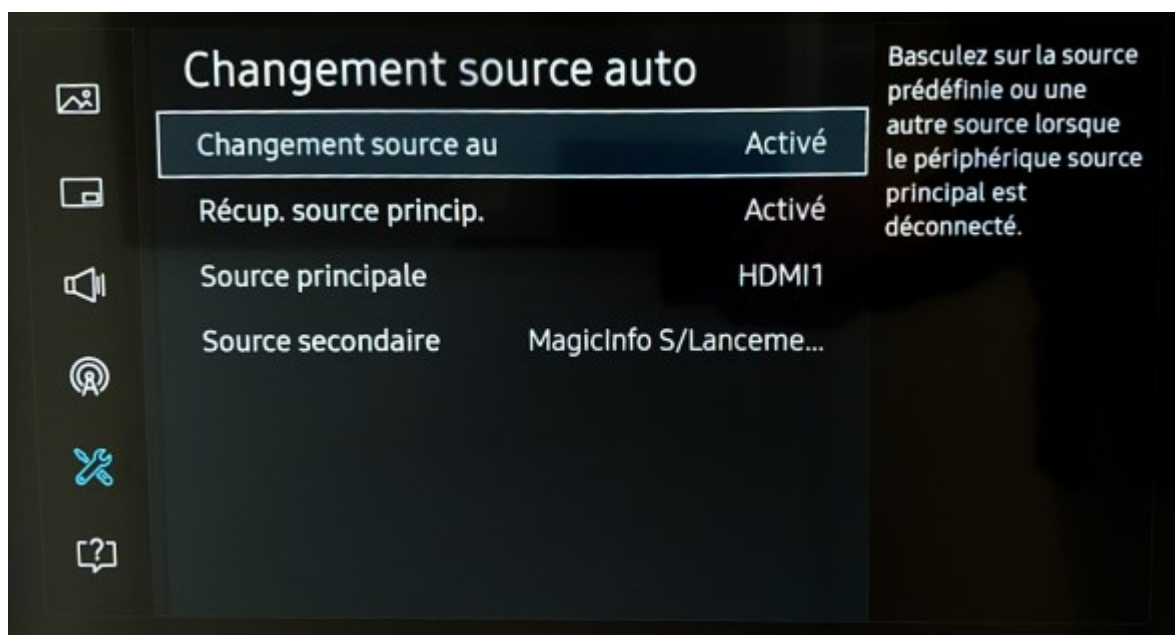 Changement source auto
Changement source au Activé
Récup. source princip. Activé
Source principale HDMI1
Source secondaire MagicInfo S/Lanceme...
Basculez sur la source
prédéfinie ou une
autre source lorsque
le périphérique source
principal est
déconnecté.